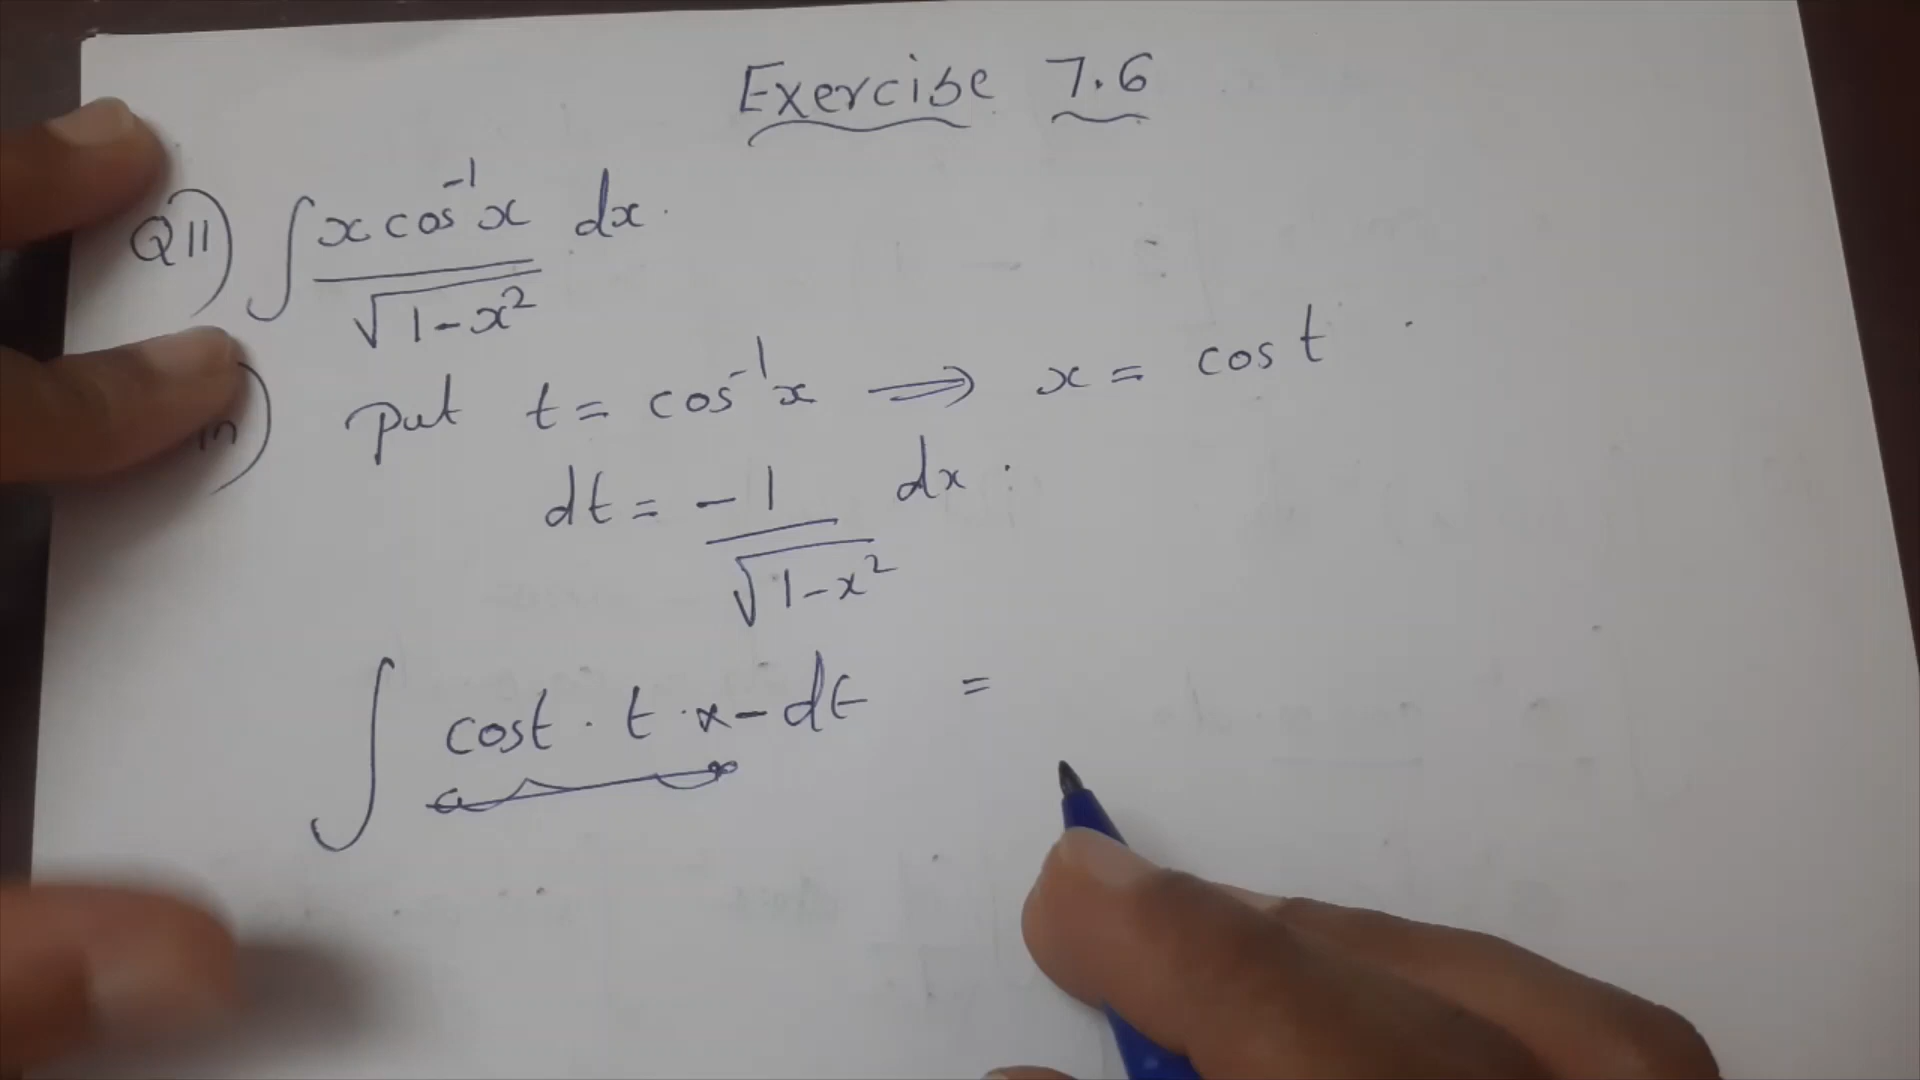 Exercise 7.6
Q11) ∫ x cos⁻¹x / √(1-x²) dx.
put t = cos⁻¹x ⟹ x = cos t
dt = -1 / √(1-x²) dx.
∫ cost · t · x - dt =